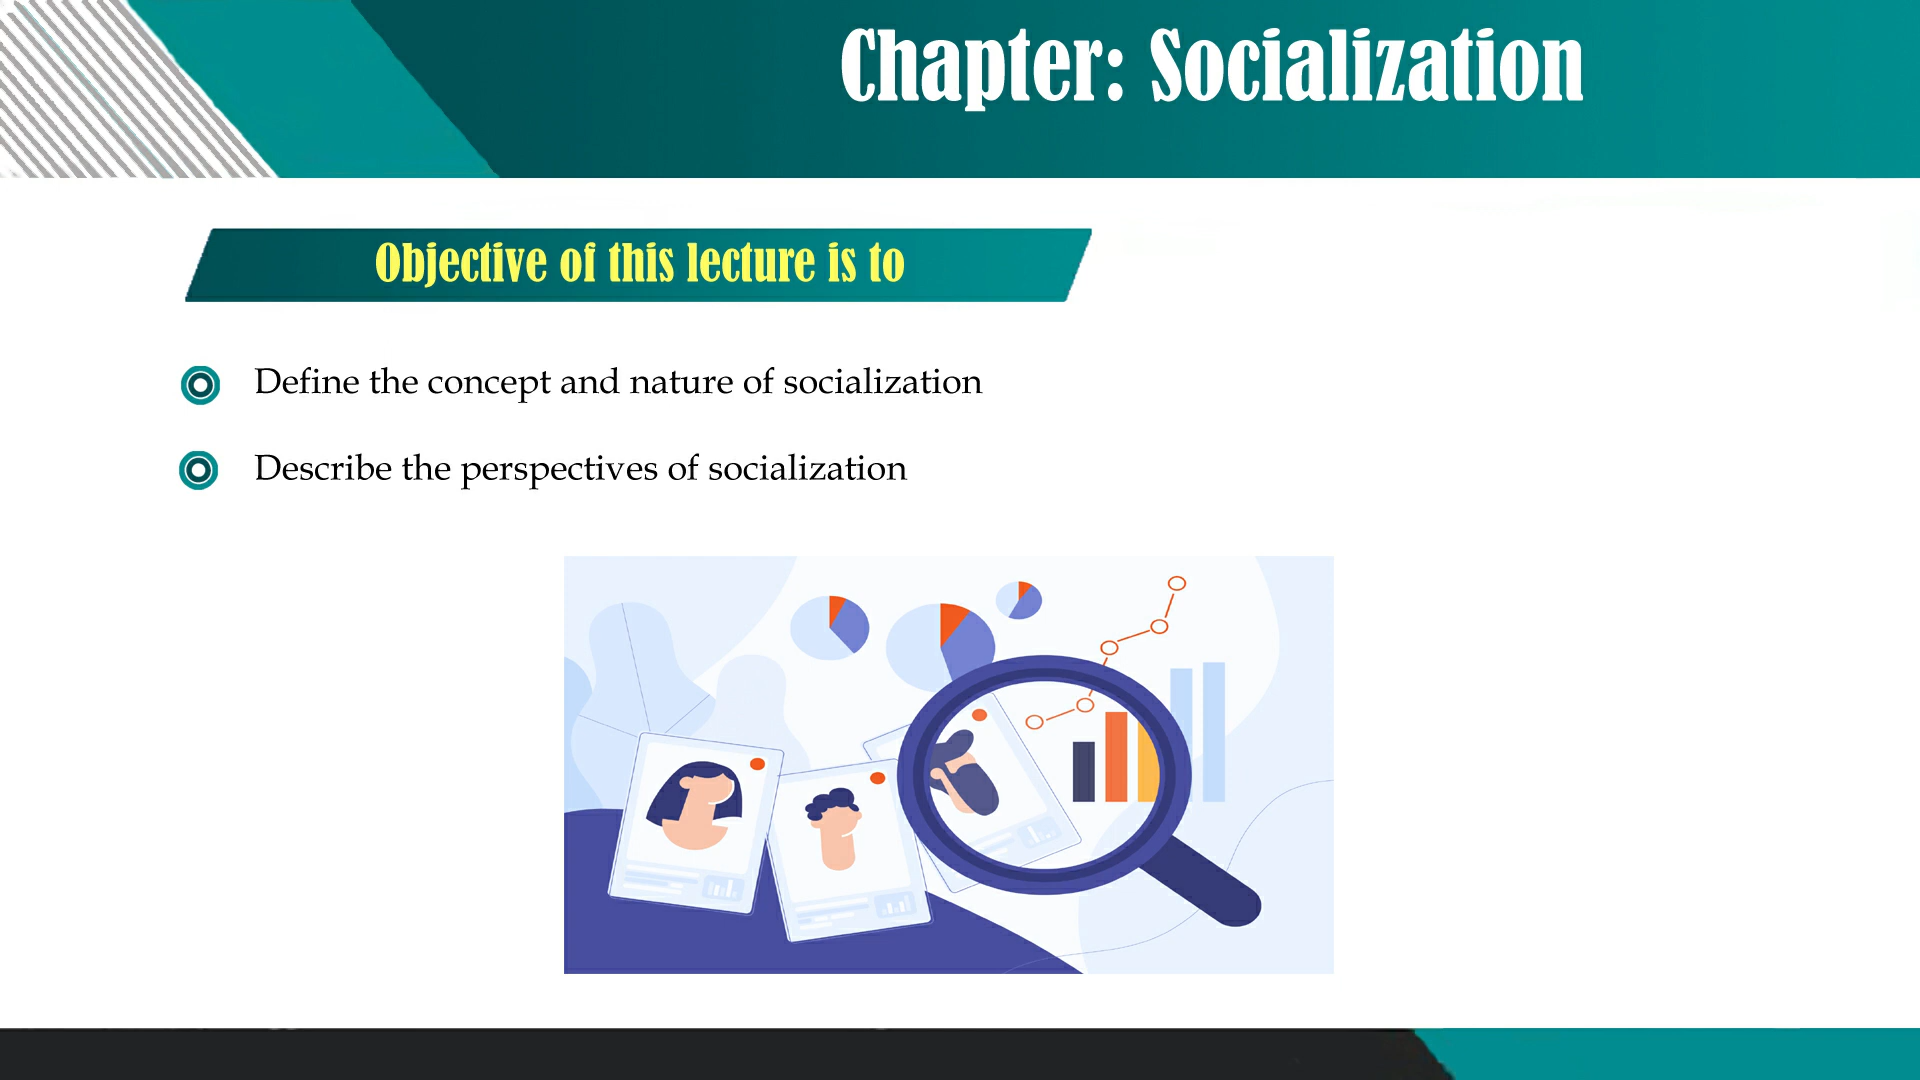 Chapter: Socialization
Objective of this lecture is to
Define the concept and nature of socialization
Describe the perspectives of socialization